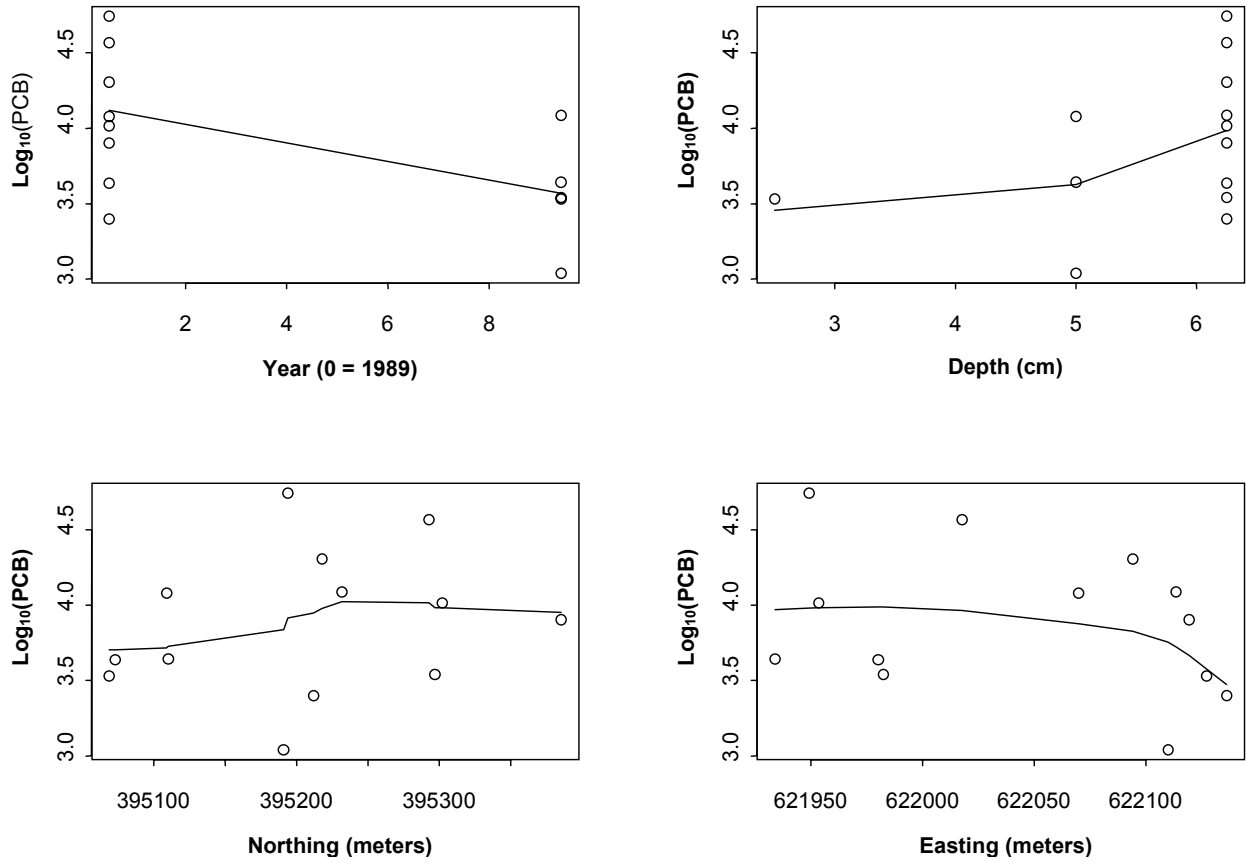 Log₁₀(PCB)
4.5
4.0
3.5
3.0
2 4 6 8
Year (0 = 1989)
Log₁₀(PCB)
4.5
4.0
3.5
3.0
3 4 5 6
Depth (cm)
Log₁₀(PCB)
4.5
4.0
3.5
3.0
395100 395200 395300
Northing (meters)
Log₁₀(PCB)
4.5
4.0
3.5
3.0
621950 622000 622050 622100
Easting (meters)